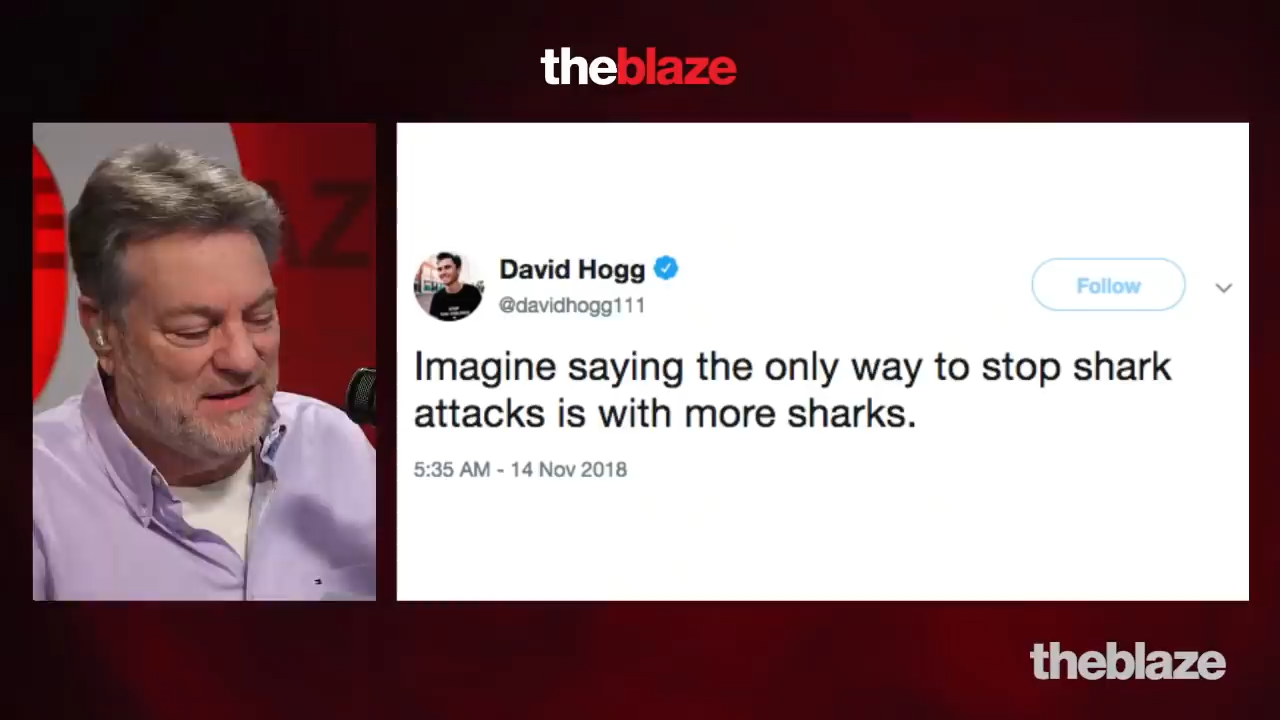 theblaze
David Hogg
@davidhogg111
Follow
Imagine saying the only way to stop shark
attacks is with more sharks.
5:35 AM - 14 Nov 2018
theblaze